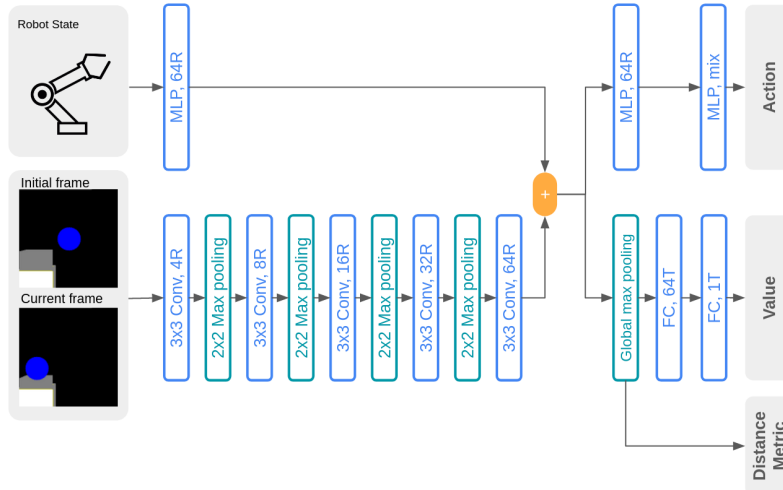 Robot State
MLP, 64R
MLP, 64R
MLP, mix
Action
Initial frame
Current frame
3x3 Conv, 4R
2x2 Max pooling
3x3 Conv, 8R
2x2 Max pooling
3x3 Conv, 16R
2x2 Max pooling
3x3 Conv, 32R
2x2 Max pooling
3x3 Conv, 64R
+
Global max pooling
FC, 64T
FC, 1T
Value
Distance
Metric